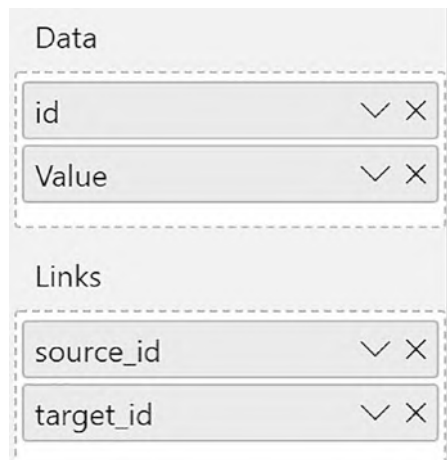 Data
id
Value
Links
source_id
target_id